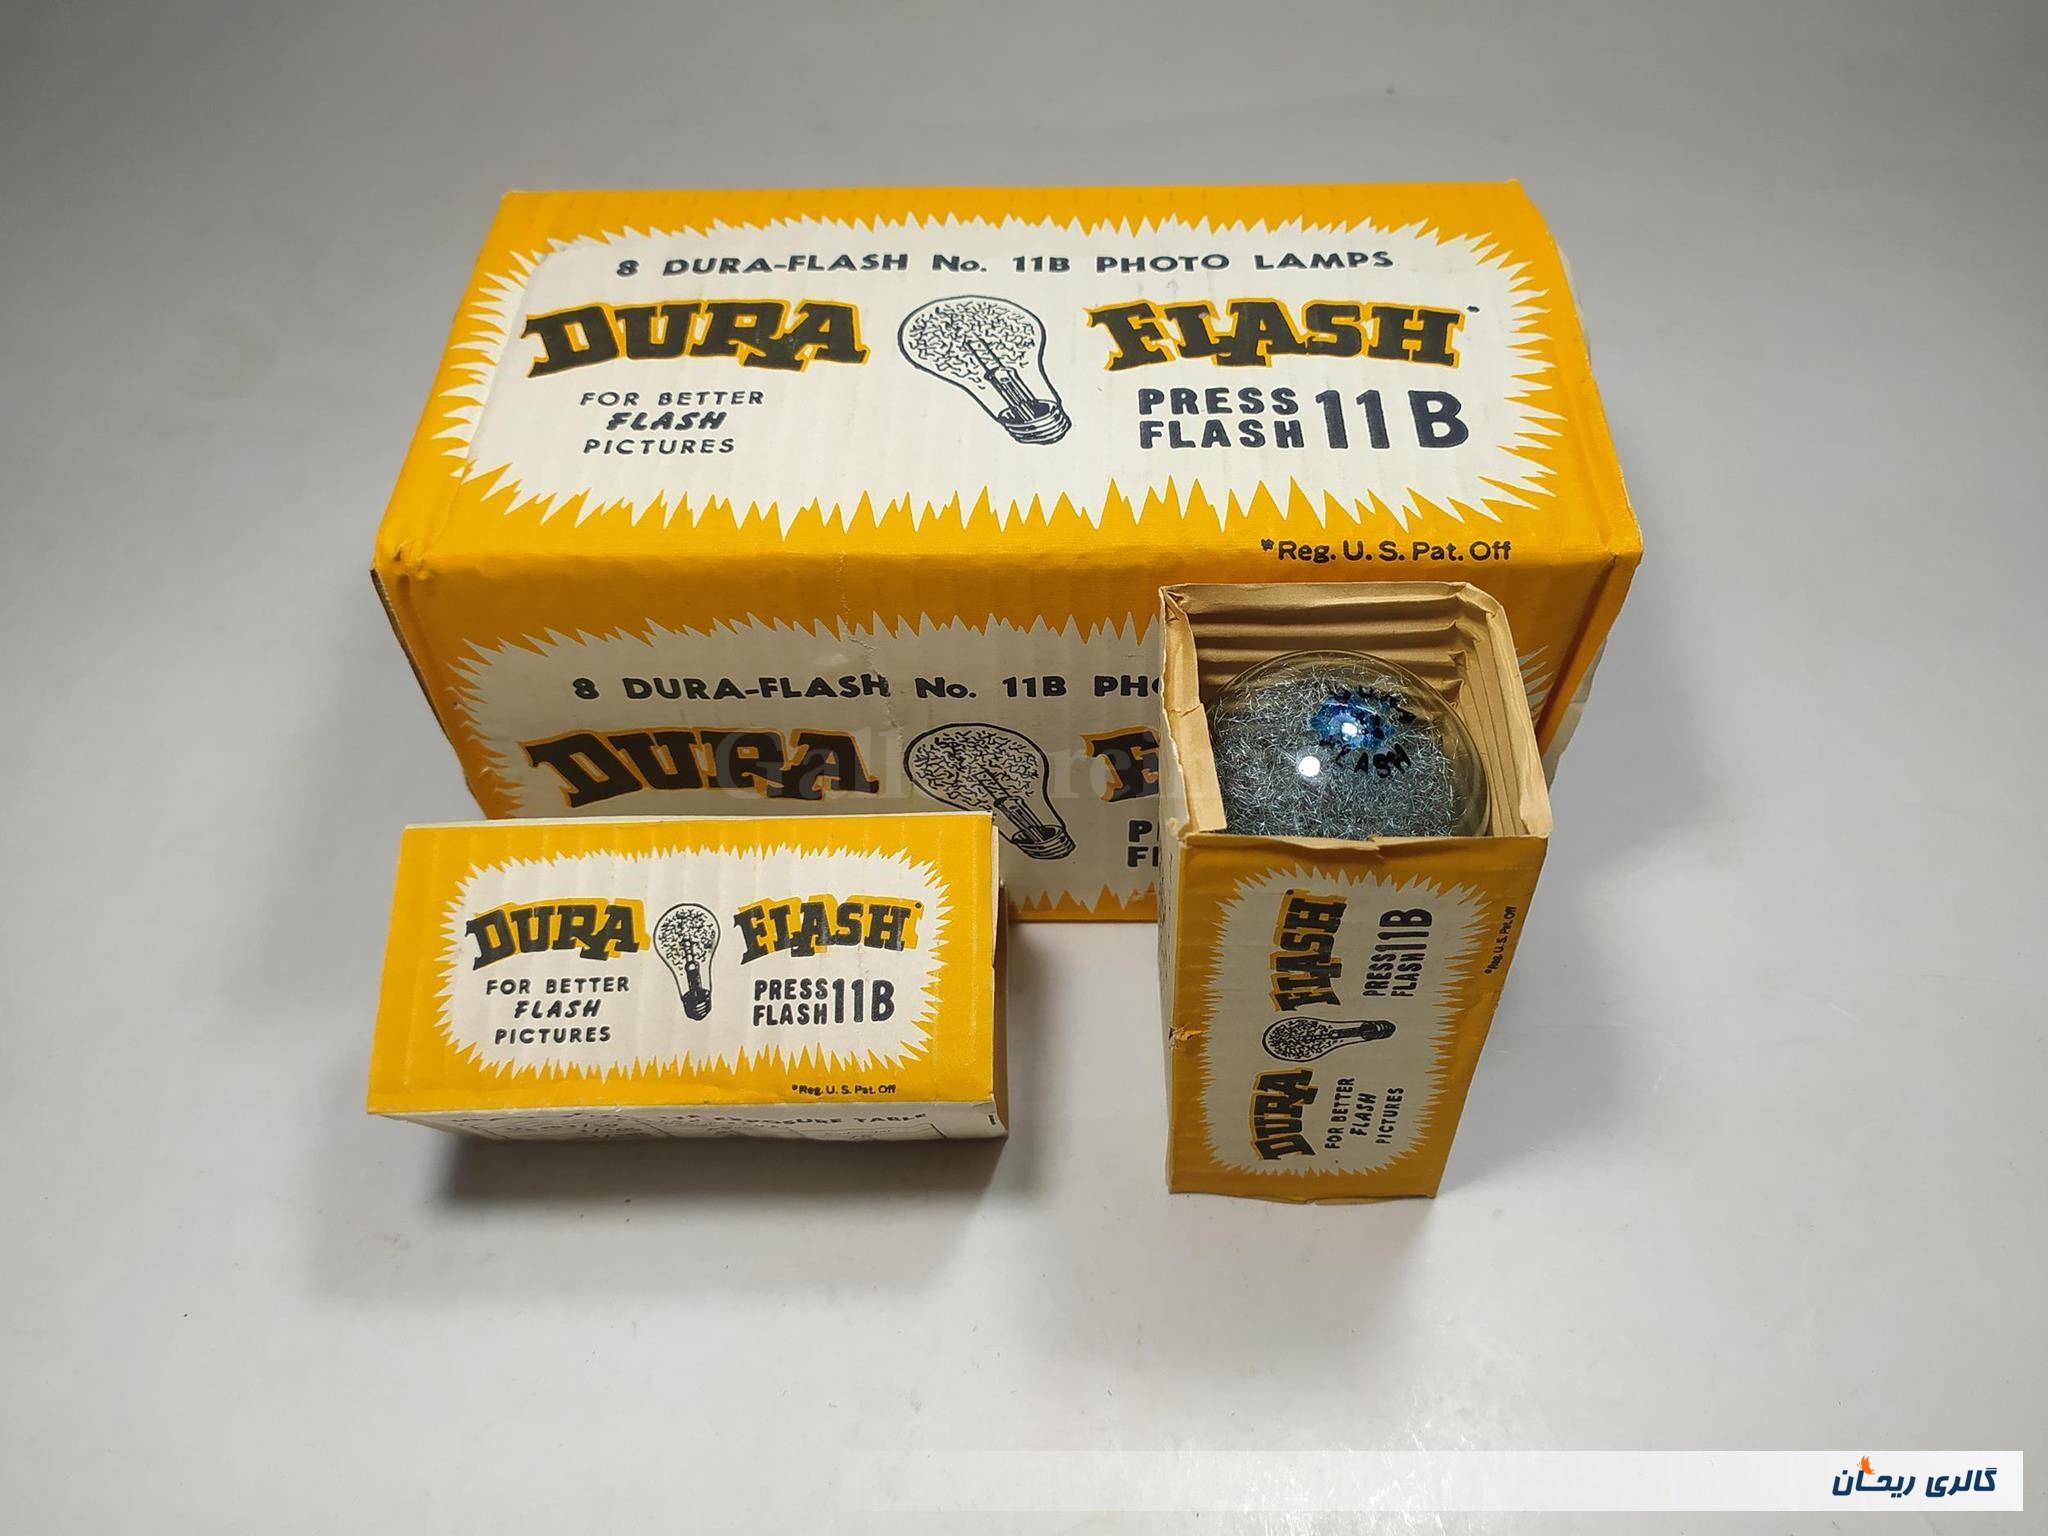 8 DURA-FLASH No. 11B PHOTO LAMPS
DURA FLASH*
FOR BETTER
FLASH
PICTURES
PRESS
FLASH 11B
*Reg. U. S. Pat. Off
8 DURA-FLASH No. 11B
DURA
DURA FLASH*
FOR BETTER
FLASH
PICTURES
PRESS
FLASH 11B
*Reg. U. S. Pat. Off
EXPOSURE TABLE
DURA FLASH*
FOR BETTER
FLASH
PICTURES
PRESS
FLASH 11B
*Reg. U.S. Pat. Off
گالری ریحان